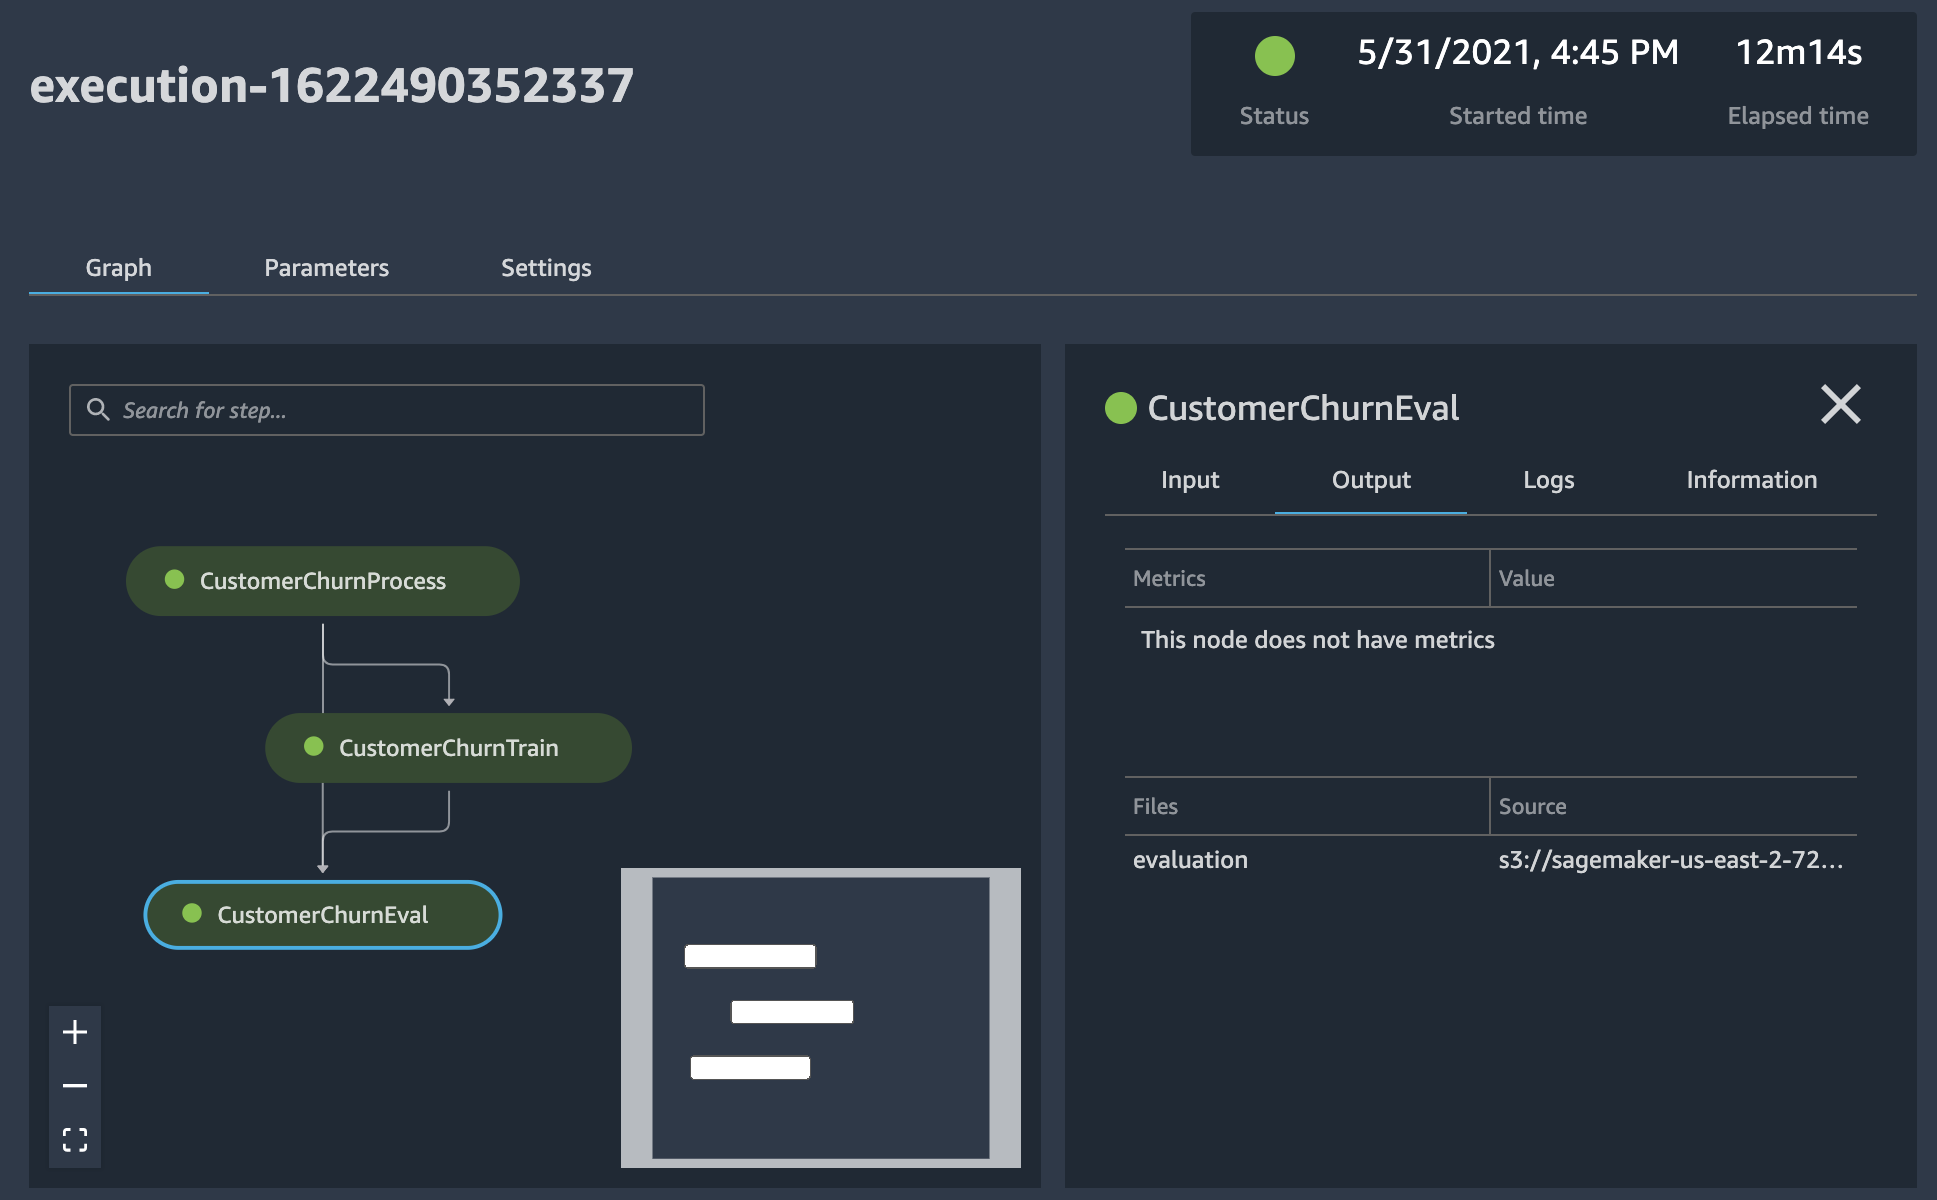 execution-1622490352337
5/31/2021, 4:45 PM
12m14s
Status
Started time
Elapsed time
Graph
Parameters
Settings
Search for step...
CustomerChurnProcess
CustomerChurnTrain
CustomerChurnEval
CustomerChurnEval
Input
Output
Logs
Information
Metrics
Value
This node does not have metrics
Files
Source
evaluation
s3://sagemaker-us-east-2-72...